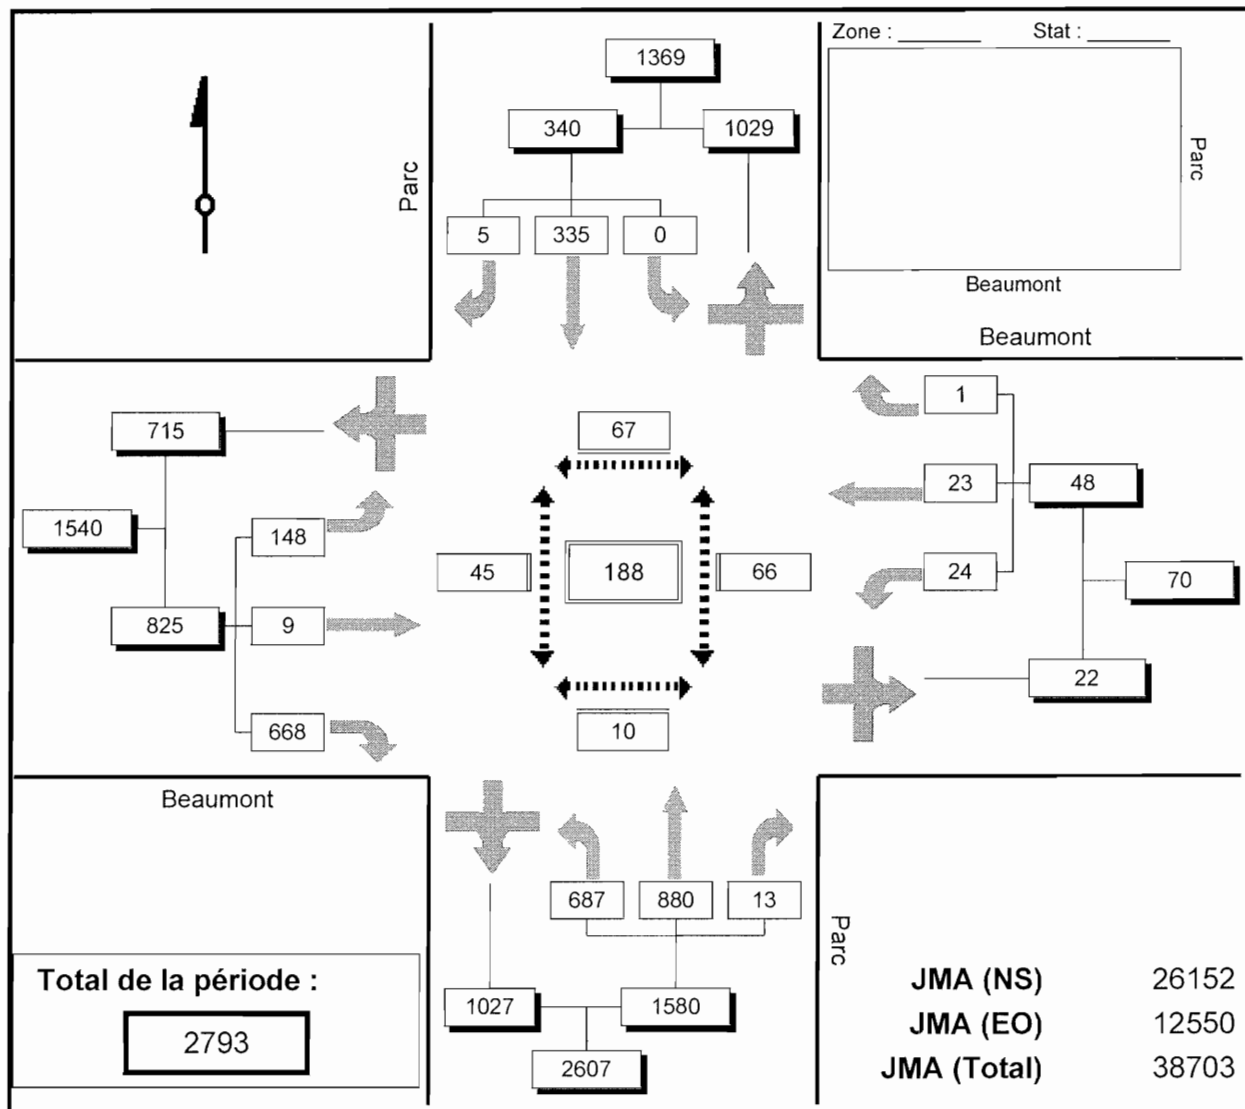 Zone : Stat :
1369
340 1029
Parc
Parc
5 335 0
Beaumont
Beaumont
1
715
67
23 48
1540
148
45 188 66
24 70
825 9
22
668
10
Beaumont
687 880 13
Parc
Total de la période :
JMA (NS) 26152
1027 1580
JMA (EO) 12550
2793
2607
JMA (Total) 38703